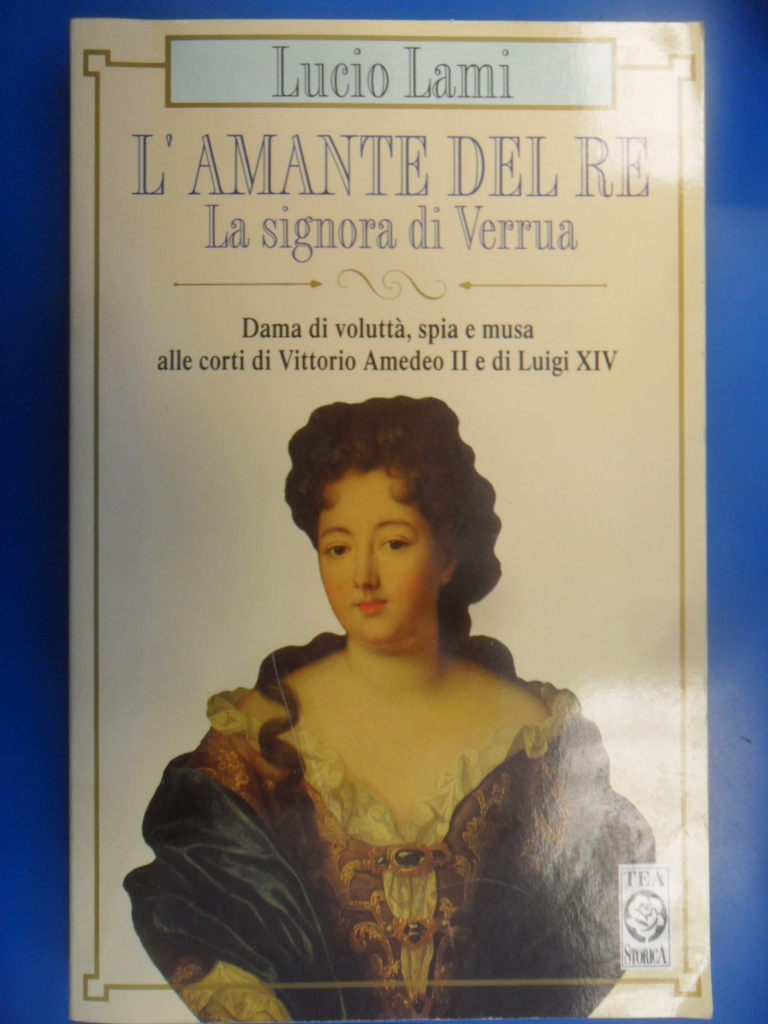 Lucio Lami
L' AMANTE DEL RE
La signora di Verrua
Dama di voluttà, spia e musa
alle corti di Vittorio Amedeo II e di Luigi XIV
TEA
STORICA